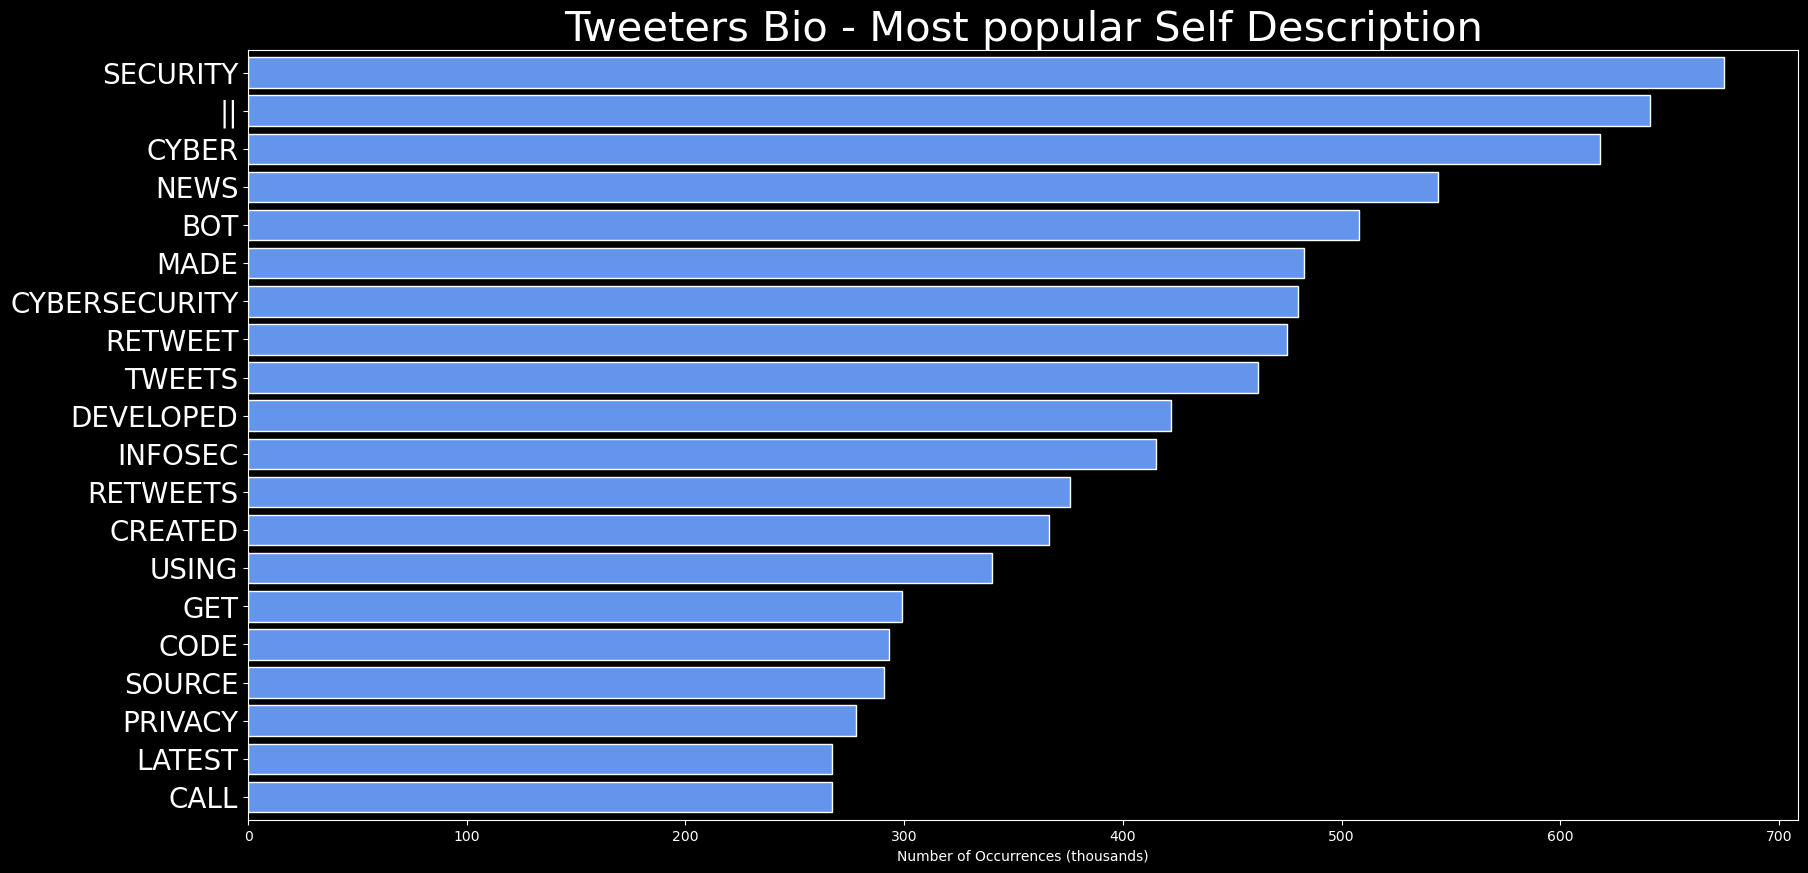 Tweeters Bio - Most popular Self Description
SECURITY
||
CYBER
NEWS
BOT
MADE
CYBERSECURITY
RETWEET
TWEETS
DEVELOPED
INFOSEC
RETWEETS
CREATED
USING
GET
CODE
SOURCE
PRIVACY
LATEST
CALL
0 100 200 300 400 500 600 700
Number of Occurrences (thousands)